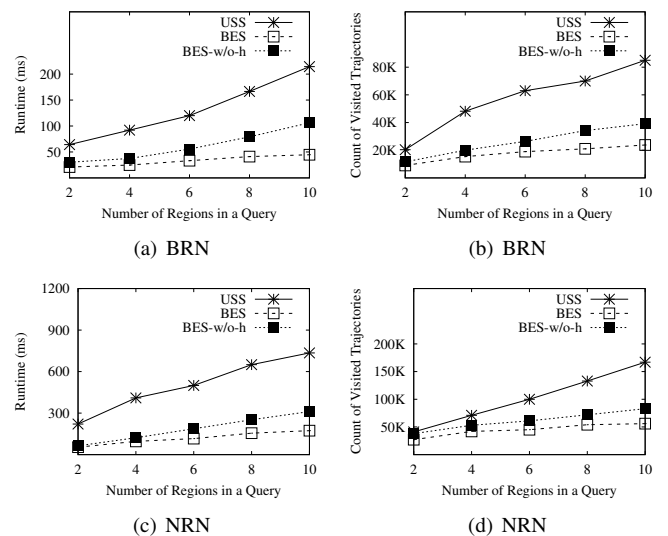 USS
BES
BES-w/o-h
Runtime (ms)
200
150
100
50
2 4 6 8 10
Number of Regions in a Query
(a) BRN
USS
BES
BES-w/o-h
Count of Visited Trajectories
80K
60K
40K
20K
2 4 6 8 10
Number of Regions in a Query
(b) BRN
USS
BES
BES-w/o-h
Runtime (ms)
1200
900
600
300
2 4 6 8 10
Number of Regions in a Query
(c) NRN
USS
BES
BES-w/o-h
Count of Visited Trajectories
200K
150K
100K
50K
2 4 6 8 10
Number of Regions in a Query
(d) NRN